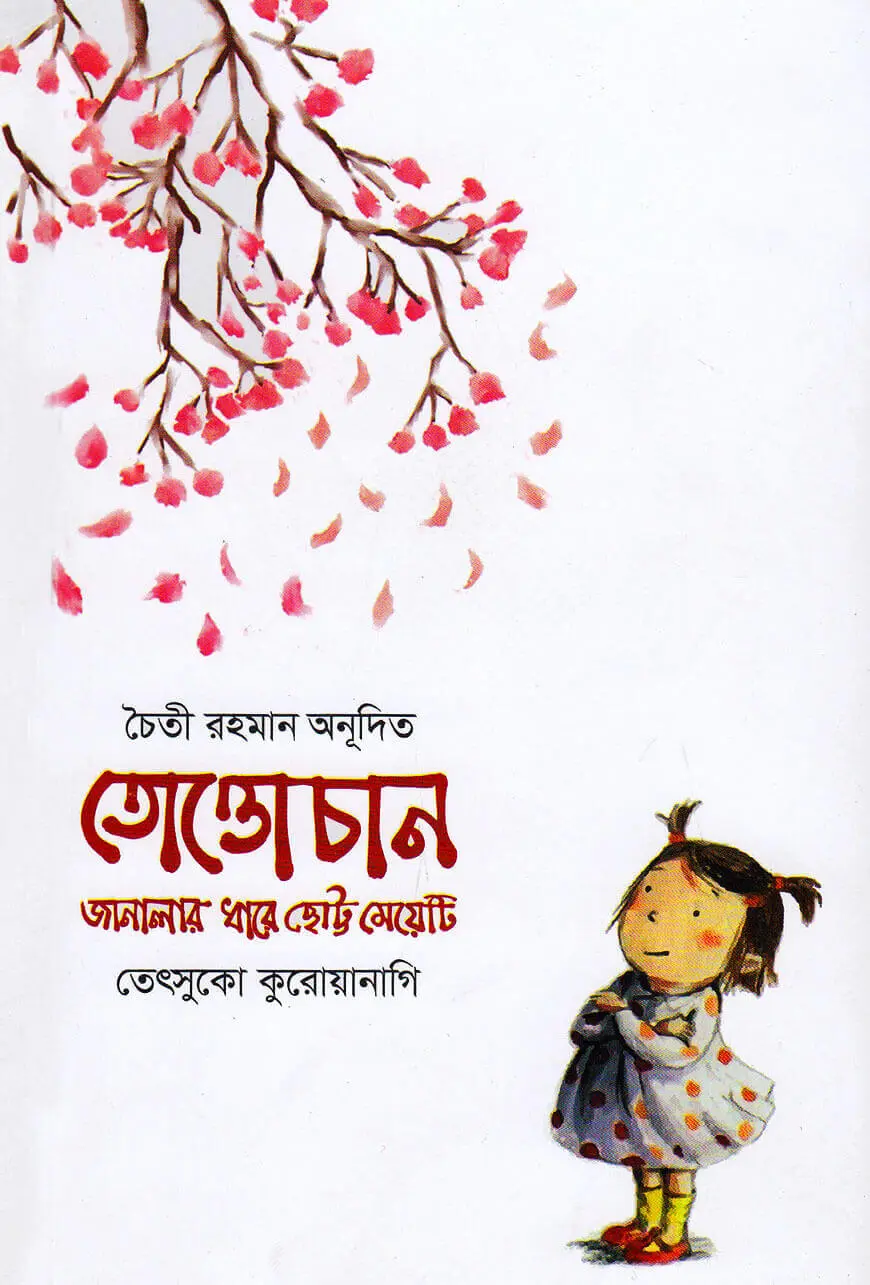 চৈতী রহমান অনূদিত
তোত্তোচান
জানালার ধারে ছোট্ট মেয়েটি
তেৎসুকো কুরোয়ানাগি